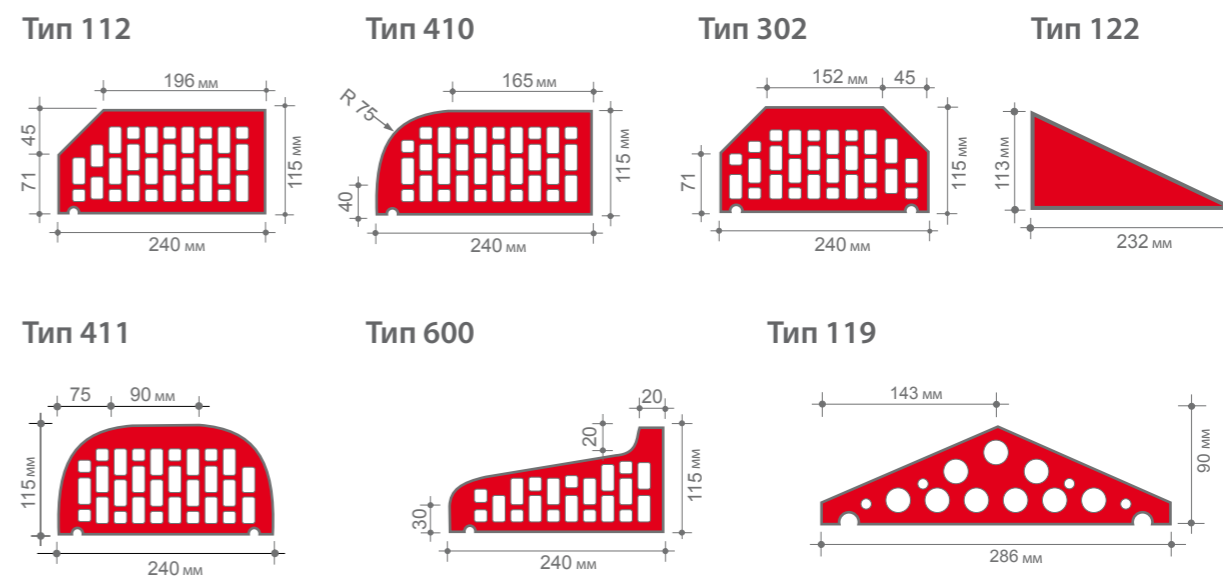 Тип 112
196 мм
45
71
115 мм
240 мм
Тип 410
R 75
165 мм
40
115 мм
240 мм
Тип 302
152 мм
45
71
115 мм
240 мм
Тип 122
113 мм
232 мм
Тип 411
75
90 мм
115 мм
240 мм
Тип 600
20
20
30
115 мм
240 мм
Тип 119
143 мм
90 мм
286 мм